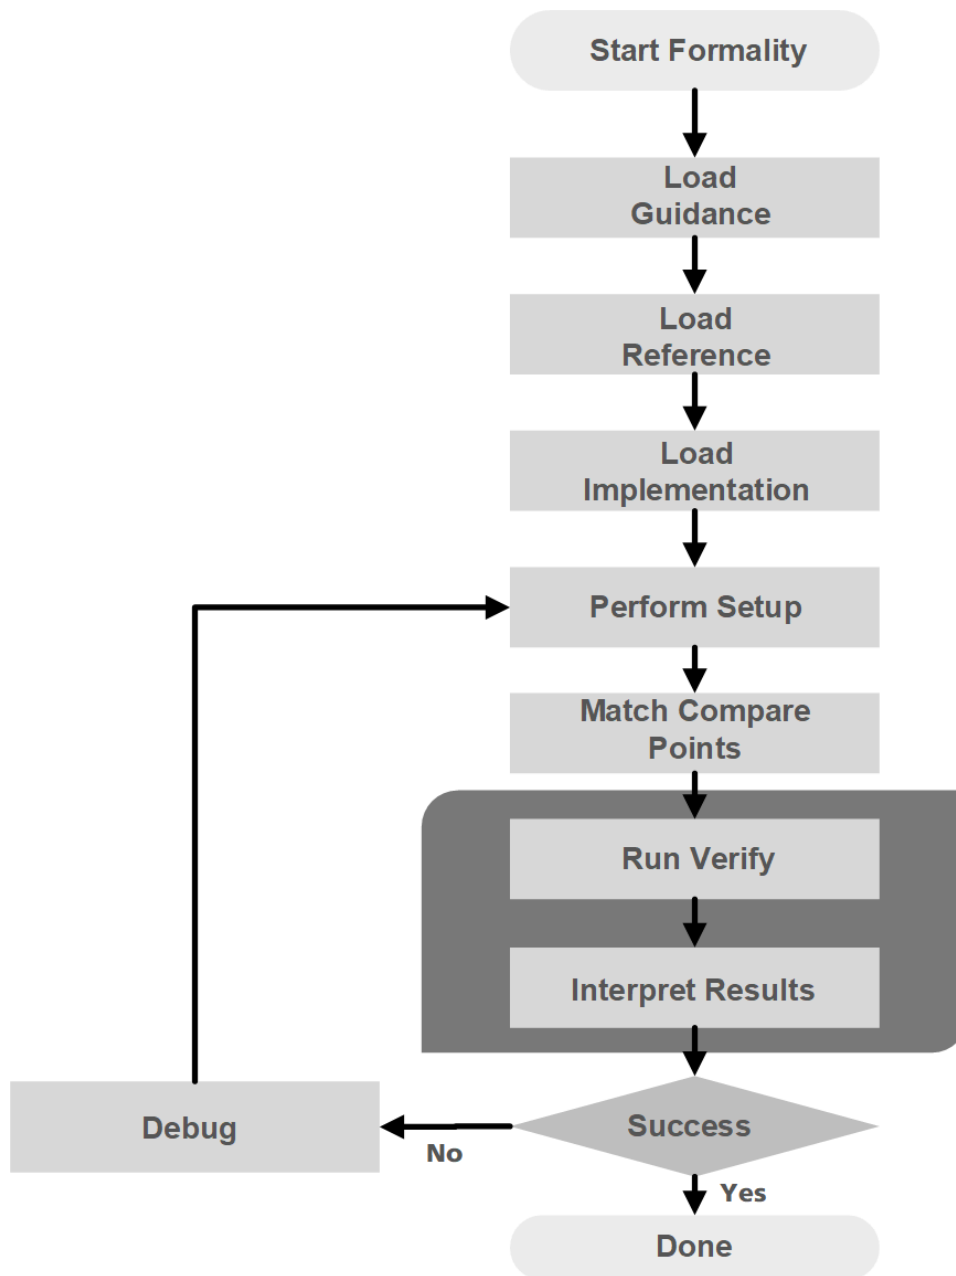 Start Formality
Load
Guidance
Load
Reference
Load
Implementation
Perform Setup
Match Compare
Points
Run Verify
Interpret Results
Success
Debug
No
Yes
Done